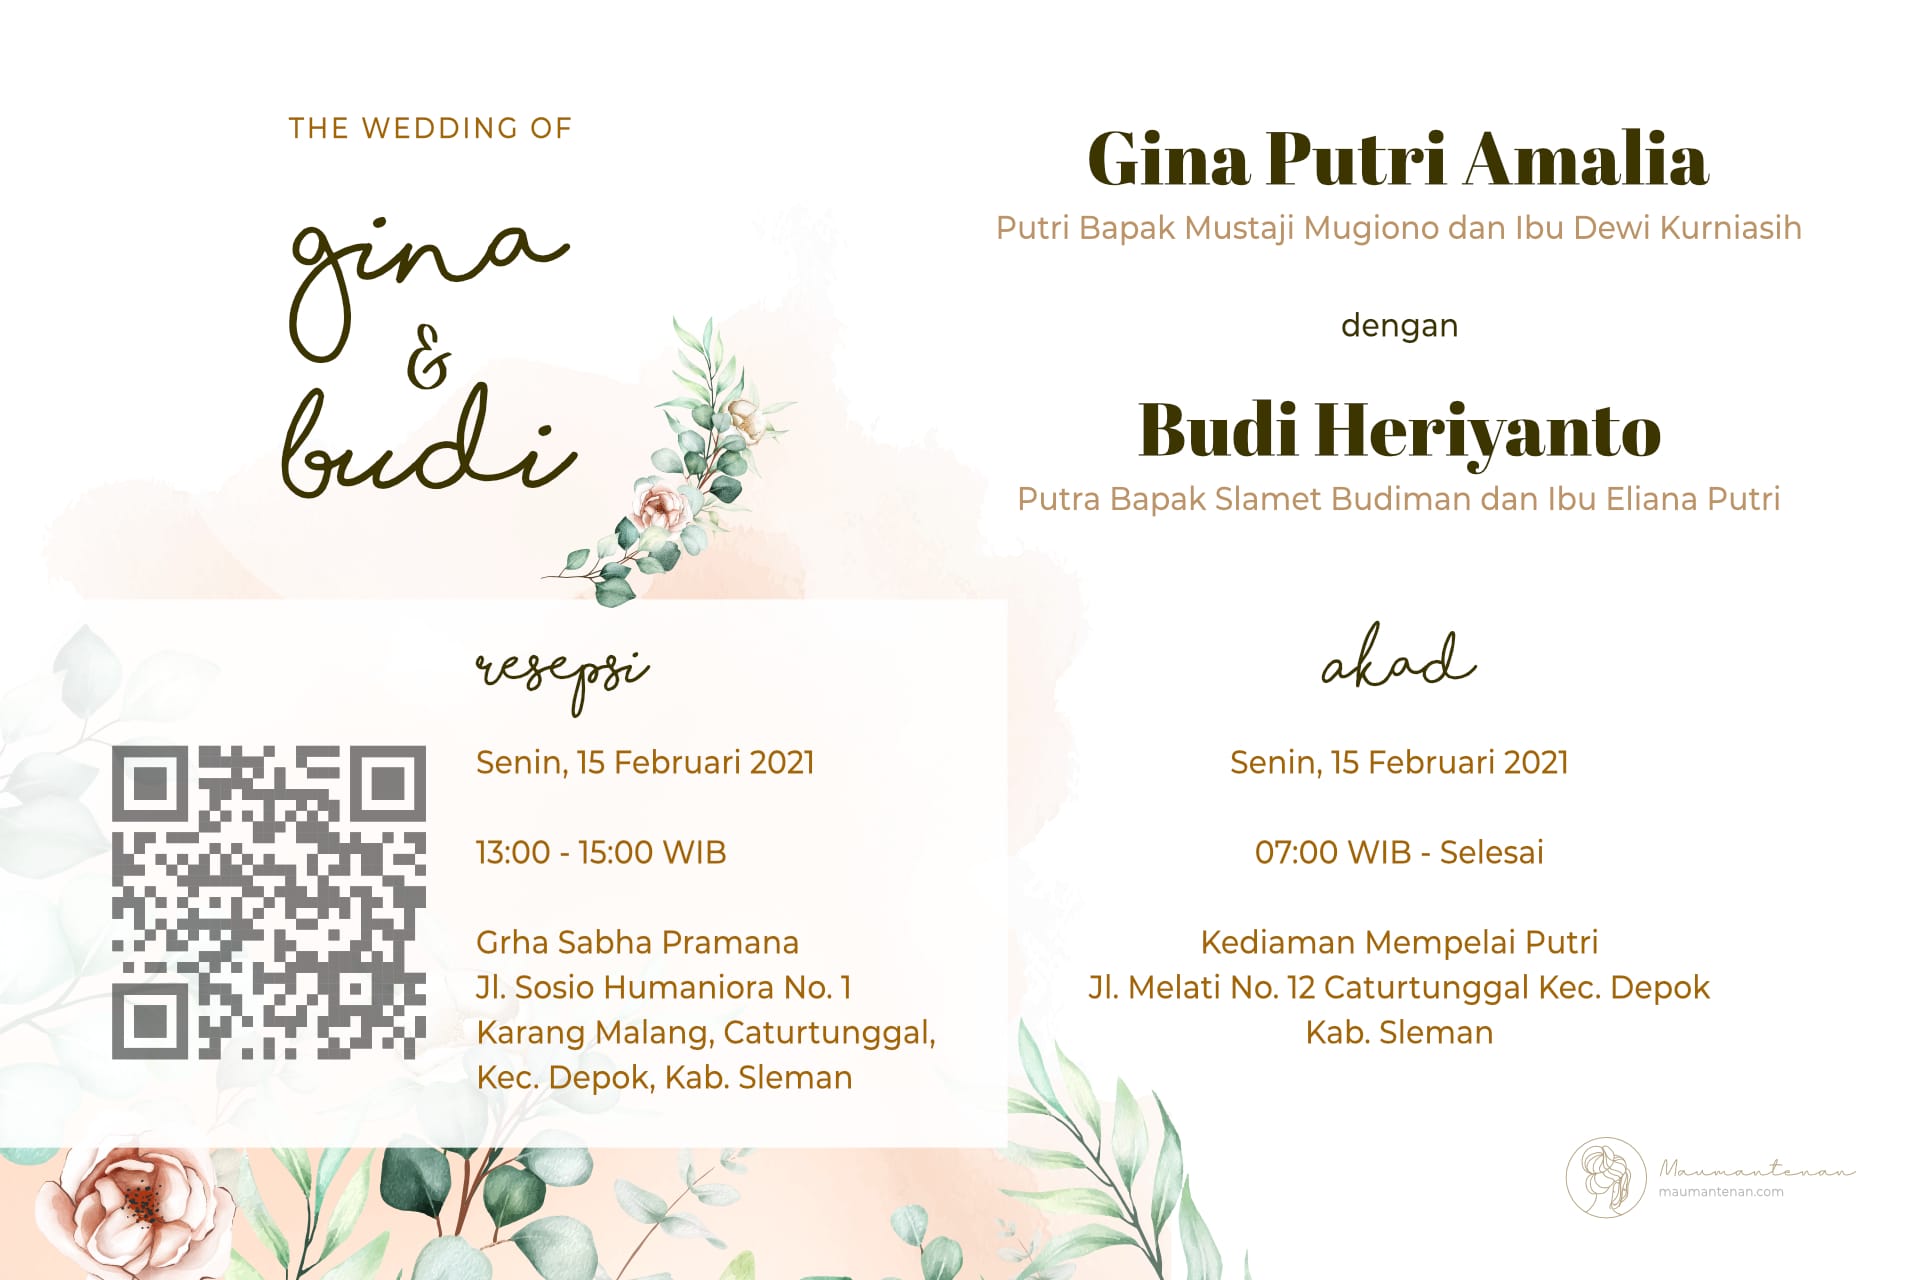 THE WEDDING OF
gina
&
budi
Gina Putri Amalia
Putri Bapak Mustaji Mugiono dan Ibu Dewi Kurniasih
dengan
Budi Heriyanto
Putra Bapak Slamet Budiman dan Ibu Eliana Putri
resepsi
Senin, 15 Februari 2021
13:00 - 15:00 WIB
Grha Sabha Pramana
Jl. Sosio Humaniora No. 1
Karang Malang, Caturtunggal,
Kec. Depok, Kab. Sleman
akad
Senin, 15 Februari 2021
07:00 WIB - Selesai
Kediaman Mempelai Putri
Jl. Melati No. 12 Caturtunggal Kec. Depok
Kab. Sleman
Maumantenan
maumantenan.com